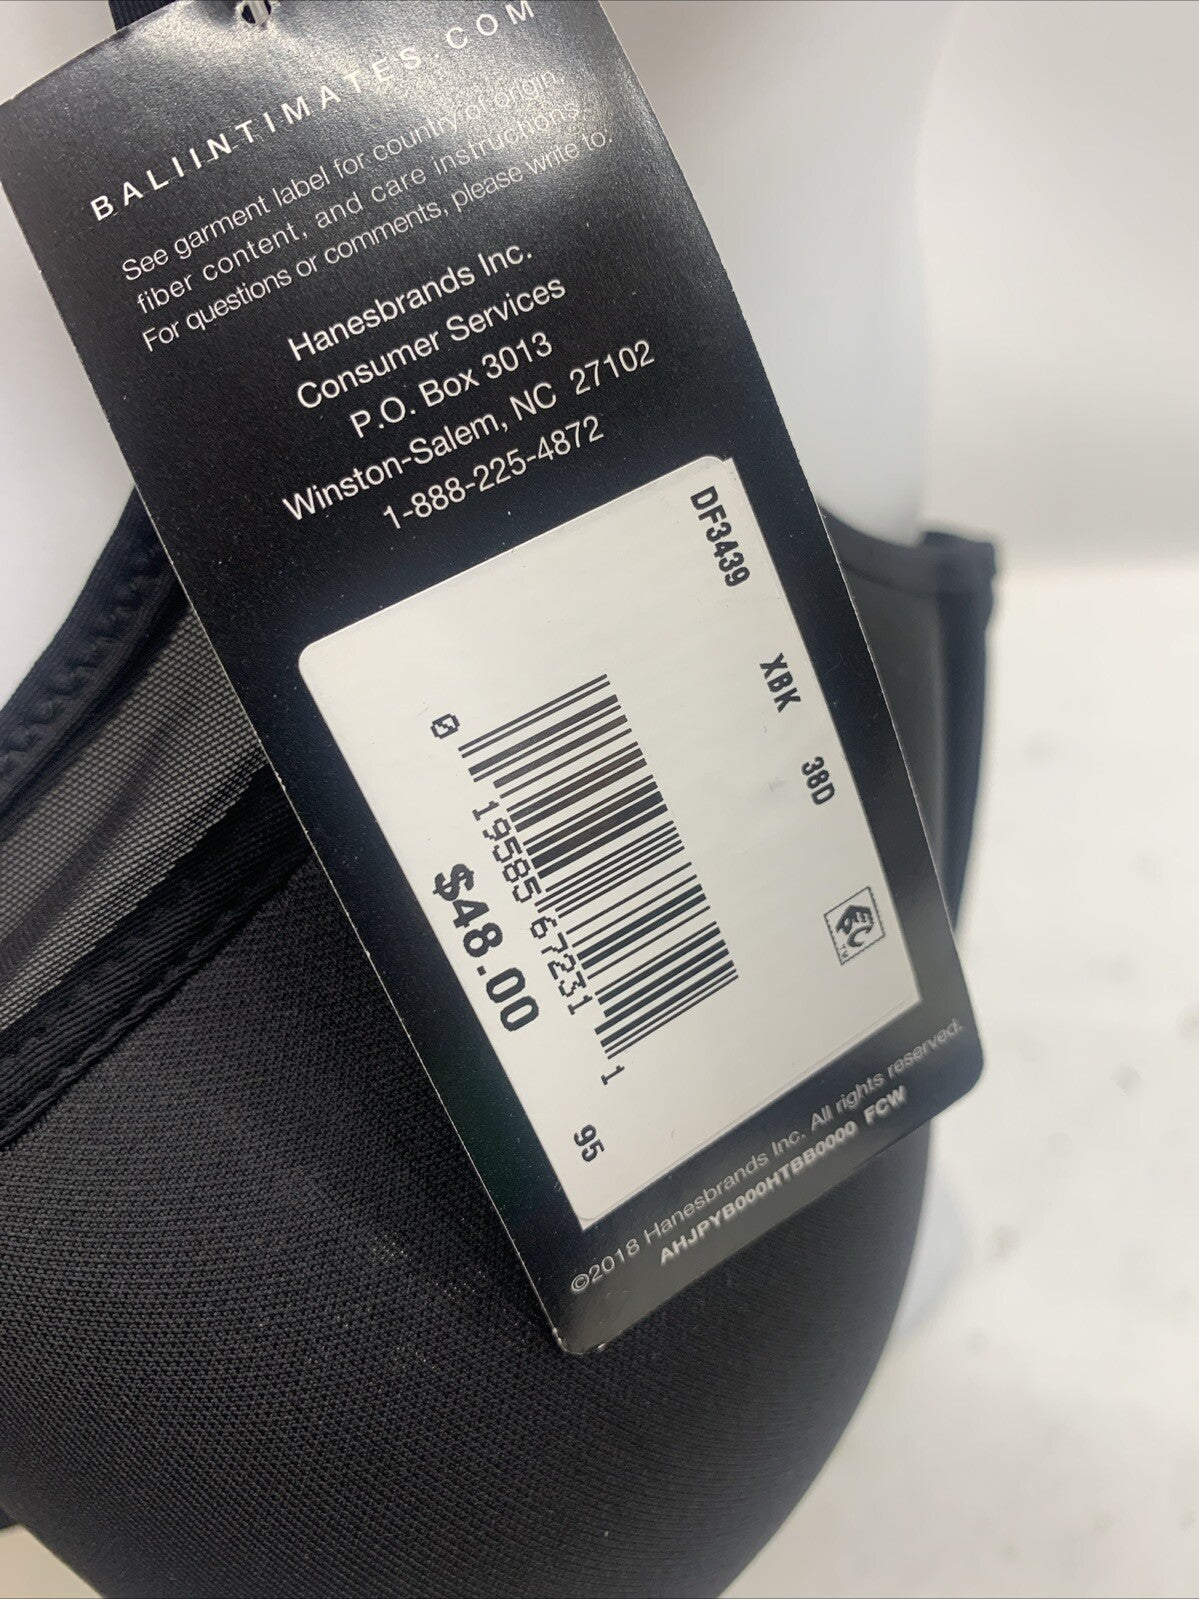 BALIINTIMATES.COM
See garment label for country of origin,
fiber content, and care instructions.
For questions or comments, please write to:
Hanesbrands Inc.
Consumer Services
P.O. Box 3013
Winston-Salem, NC 27102
1-888-225-4872
DF3439 XBK 38D
EPC TM
0 19585 67231 1 95
$48.00
©2018 Hanesbrands Inc. All rights reserved.
AHJPYB000HTBB0000 FCW